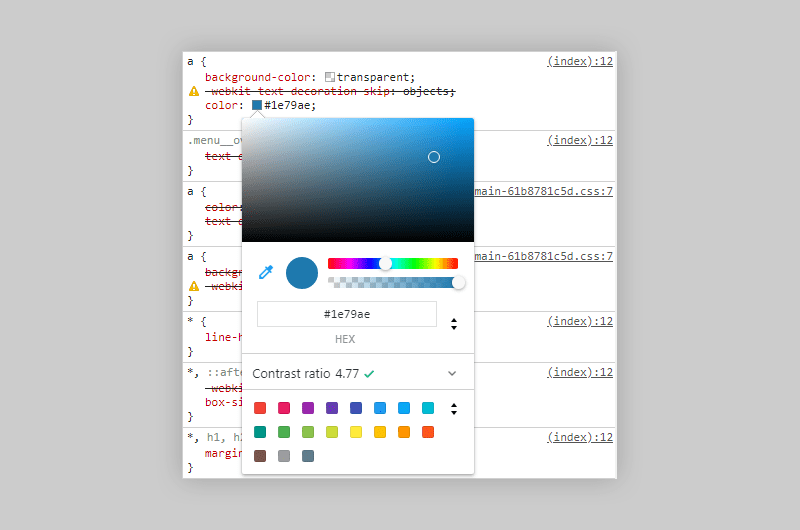 a { (index):12
background-color: transparent;
-webkit-text-decoration-skip: objects;
color: #1e79ae;
}
.menu__ov (index):12
text-d
}
a { main-61b8781c5d.css:7
color:
text-d
}
a { main-61b8781c5d.css:7
backg
-webki
}
* { (index):12
line-h
}
*, ::afte (index):12
-webki
box-si
}
*, h1, h2 (index):12
margin
}
#1e79ae
HEX
Contrast ratio 4.77